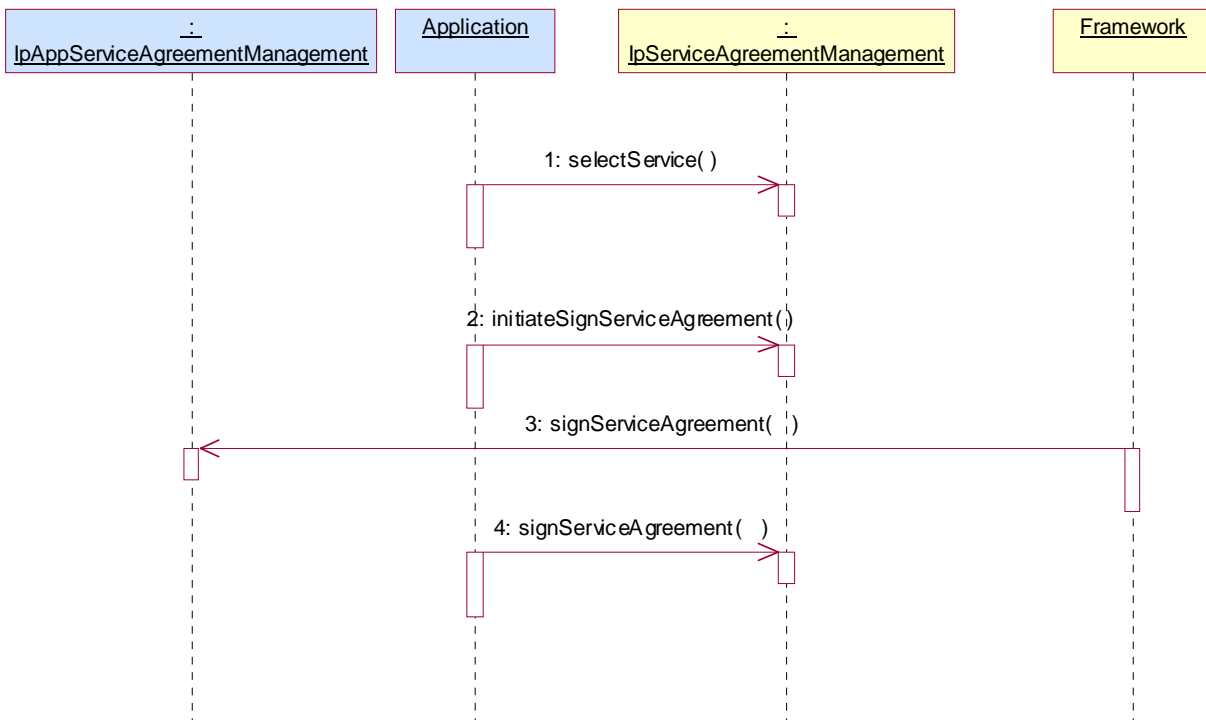 :
IpAppServiceAgreementManagement
Application
:
IpServiceAgreementManagement
Framework
1: selectService( )
2: initiateSignServiceAgreement( )
3: signServiceAgreement( )
4: signServiceAgreement( )